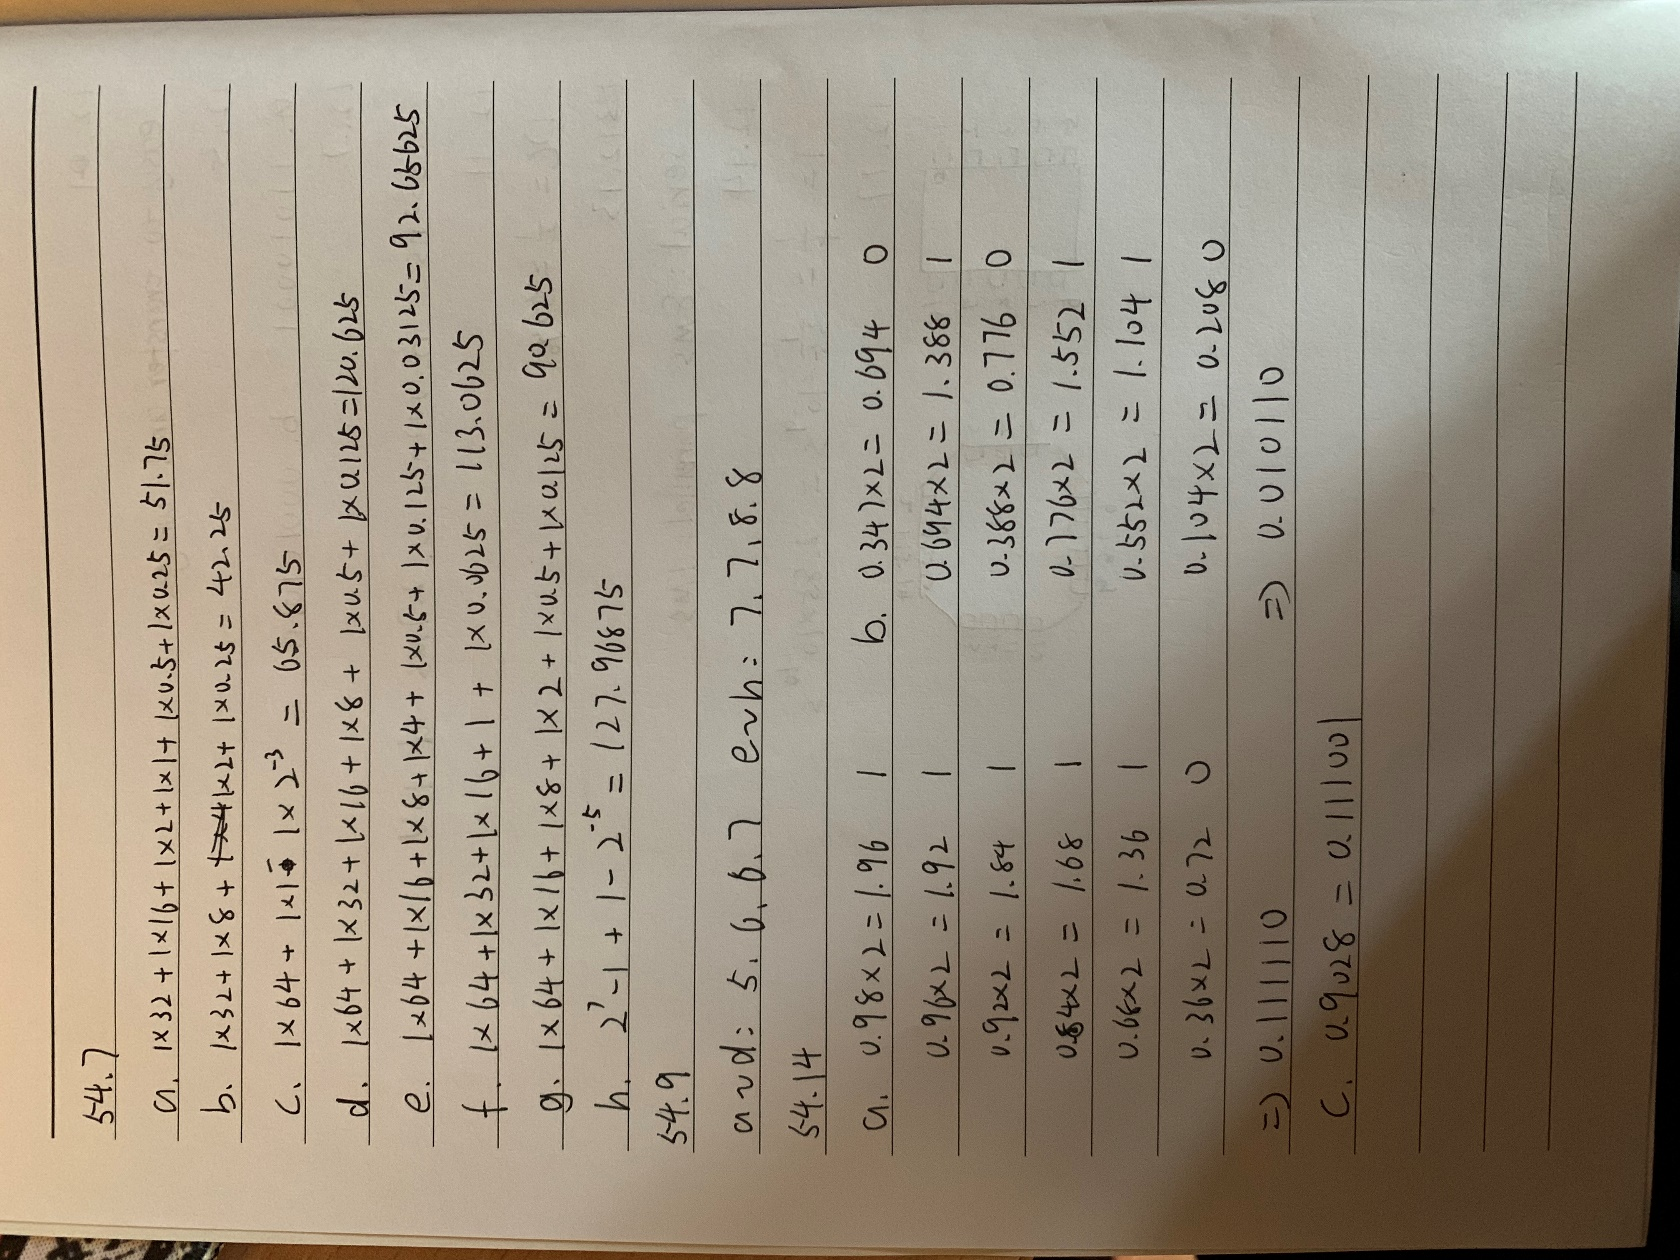 S4.7
a. 1×32+1×16+1×2+1×1+1×0.5+1×0.25=51.75
b. 1×32+1×8+1×2+1×0.25=42.25
c. 1×64+1×1+1×2⁻³=65.875
d. 1×64+1×32+1×16+1×8+1×0.5+1×0.125=120.625
e. 1×64+1×16+1×8+1×4+1×0.5+1×0.125+1×0.03125=92.65625
f. 1×64+1×32+1×16+1+1×0.0625=113.0625
g. 1×64+1×16+1×8+1×2+1×0.5+1×0.125=90.625
h. 2⁷-1+1-2⁻⁵=127.96875
S4.9
a~d: 5.6.6.7 e~h: 7.7.8.8
S4.14
a. 0.98×2=1.96 1 b. 0.347×2=0.694 0
0.96×2=1.92 1 0.694×2=1.388 1
0.92×2=1.84 1 0.388×2=0.776 0
0.84×2=1.68 1 0.776×2=1.552 1
0.68×2=1.36 1 0.552×2=1.104 1
0.36×2=0.72 0 0.104×2=0.208 0
=) 0.111110 =) 0.010110
C. 0.9028=0.111001